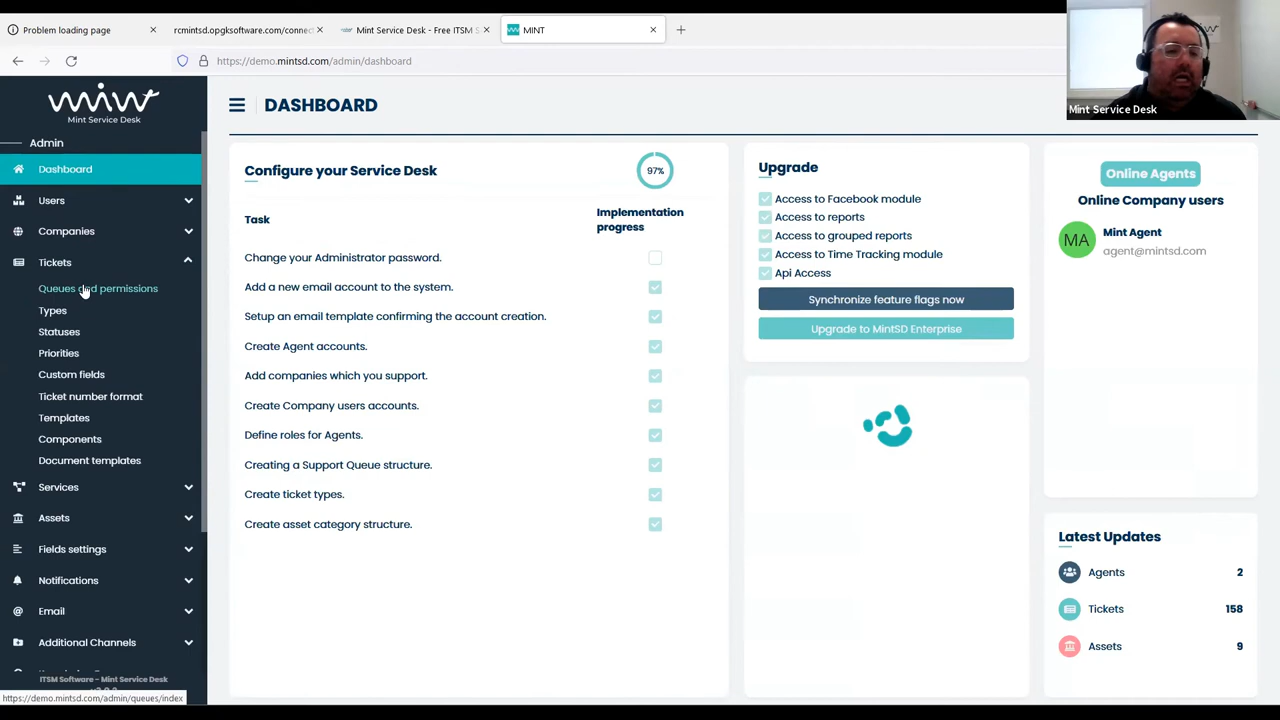 Problem loading page
rcmintsd.opgksoftware.com/connec
Mint Service Desk - Free ITSM S
MINT
https://demo.mintsd.com/admin/dashboard
Mint Service Desk
MINT
Mint Service Desk
Admin
Dashboard
Users
Companies
Tickets
Queues and permissions
Types
Statuses
Priorities
Custom fields
Ticket number format
Templates
Components
Document templates
Services
Assets
Fields settings
Notifications
Email
Additional Channels
ITSM Software - Mint Service Desk
https://demo.mintsd.com/admin/queues/index
DASHBOARD
Configure your Service Desk
97%
Task
Implementation
progress
Change your Administrator password.
Add a new email account to the system.
Setup an email template confirming the account creation.
Create Agent accounts.
Add companies which you support.
Create Company users accounts.
Define roles for Agents.
Creating a Support Queue structure.
Create ticket types.
Create asset category structure.
Upgrade
Access to Facebook module
Access to reports
Access to grouped reports
Access to Time Tracking module
Api Access
Synchronize feature flags now
Upgrade to MintSD Enterprise
Online Agents
Online Company users
MA
Mint Agent
agent@mintsd.com
Latest Updates
Agents 2
Tickets 158
Assets 9